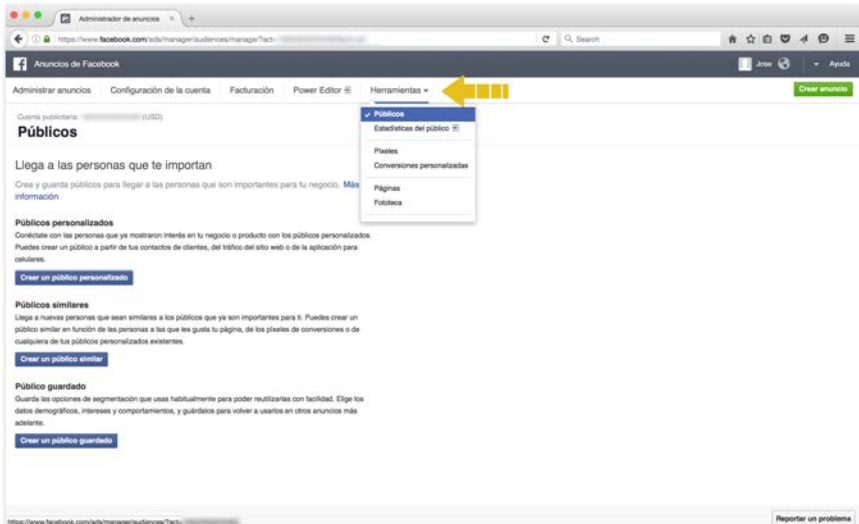 Administrador de anuncios
https://www.facebook.com/ads/manager/audiences/manage/?act=
Search
Anuncios de Facebook
Jose
Ayuda
Administrar anuncios Configuración de la cuenta Facturación Power Editor Herramientas
Crear anuncio
Cuenta publicitaria: (USD)
Públicos
Públicos
Estadísticas del público
Píxeles
Conversiones personalizadas
Páginas
Fototeca
Llega a las personas que te importan
Crea y guarda públicos para llegar a las personas que son importantes para tu negocio. Más
información
Públicos personalizados
Conéctate con las personas que ya mostraron interés en tu negocio o producto con los públicos personalizados.
Puedes crear un público a partir de tus contactos de clientes, del tráfico del sitio web o de la aplicación para
celulares.
Crear un público personalizado
Públicos similares
Llega a nuevas personas que sean similares a los públicos que ya son importantes para ti. Puedes crear un
público similar en función de las personas a las que les gusta tu página, de los píxeles de conversiones o de
cualquiera de tus públicos personalizados existentes.
Crear un público similar
Público guardado
Guarda las opciones de segmentación que usas habitualmente para poder reutilizarlas con facilidad. Elige los
datos demográficos, intereses y comportamientos, y guárdalos para volver a usarlos en otros anuncios más
adelante.
Crear un público guardado
https://www.facebook.com/ads/manager/audiences/?act=
Reportar un problema